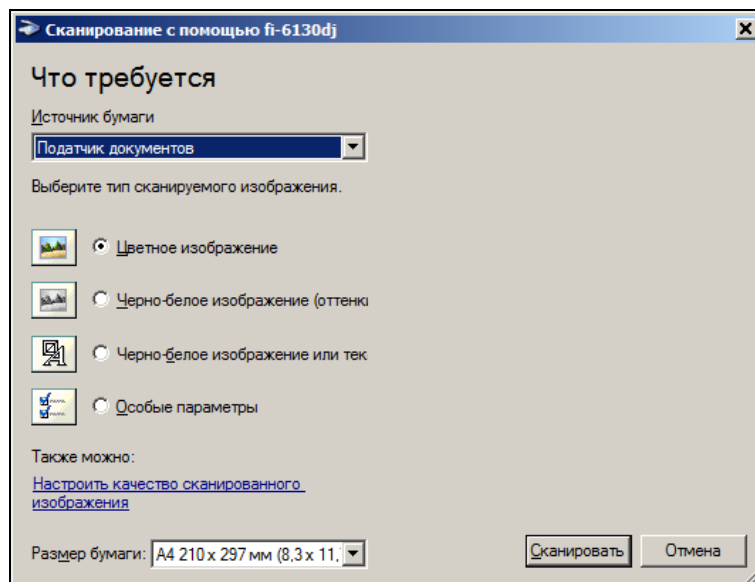 Сканирование с помощью fi-6130dj
Что требуется
Источник бумаги
Податчик документов
Выберите тип сканируемого изображения.
Цветное изображение
Черно-белое изображение (оттенки
Черно-белое изображение или тек
Особые параметры
Также можно:
Настроить качество сканированного
изображения
Размер бумаги: A4 210 x 297 мм (8,3 x 11,
Сканировать
Отмена